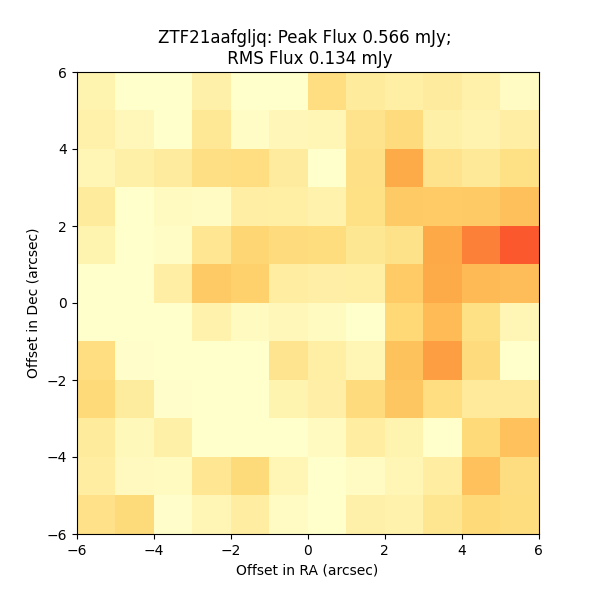 ZTF21aafgljq: Peak Flux 0.566 mJy;
RMS Flux 0.134 mJy
6
4
2
0
−2
−4
−6
Offset in Dec (arcsec)
−6 −4 −2 0 2 4 6
Offset in RA (arcsec)